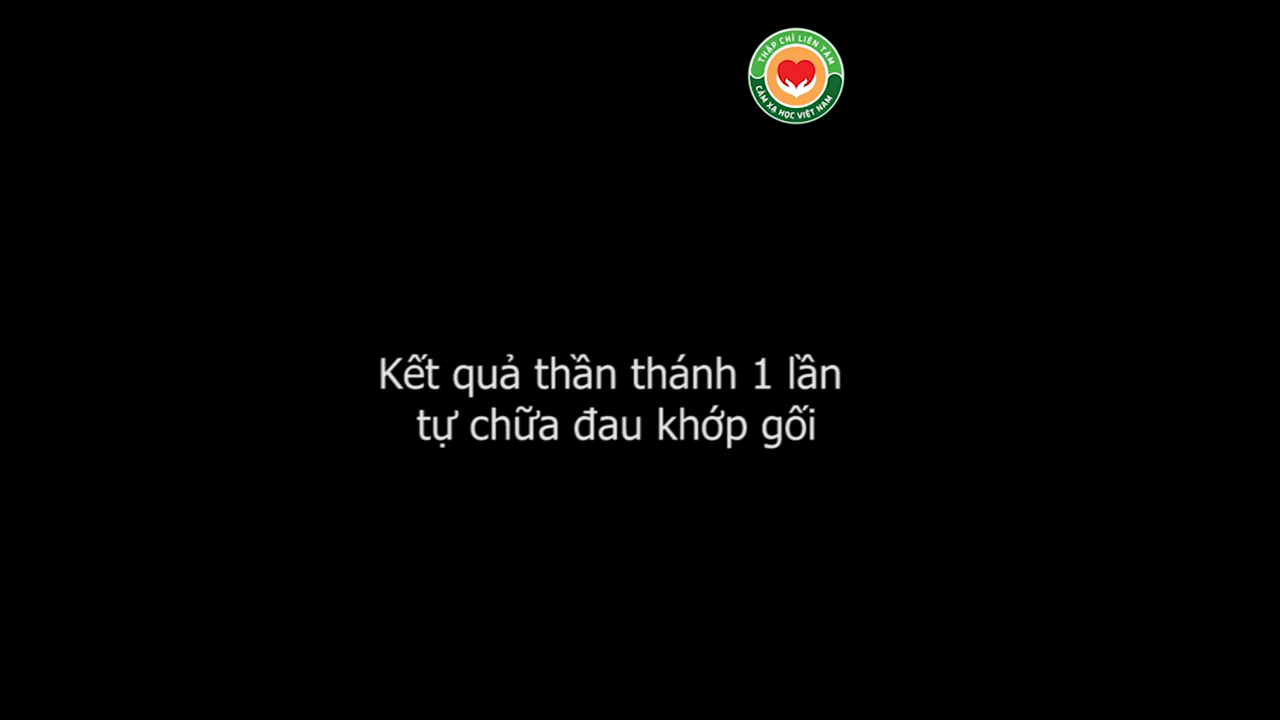 THẬP CHỈ LIÊN TÂM
CẢM XẠ HỌC VIỆT NAM
Kết quả thần thánh 1 lần
tự chữa đau khớp gối